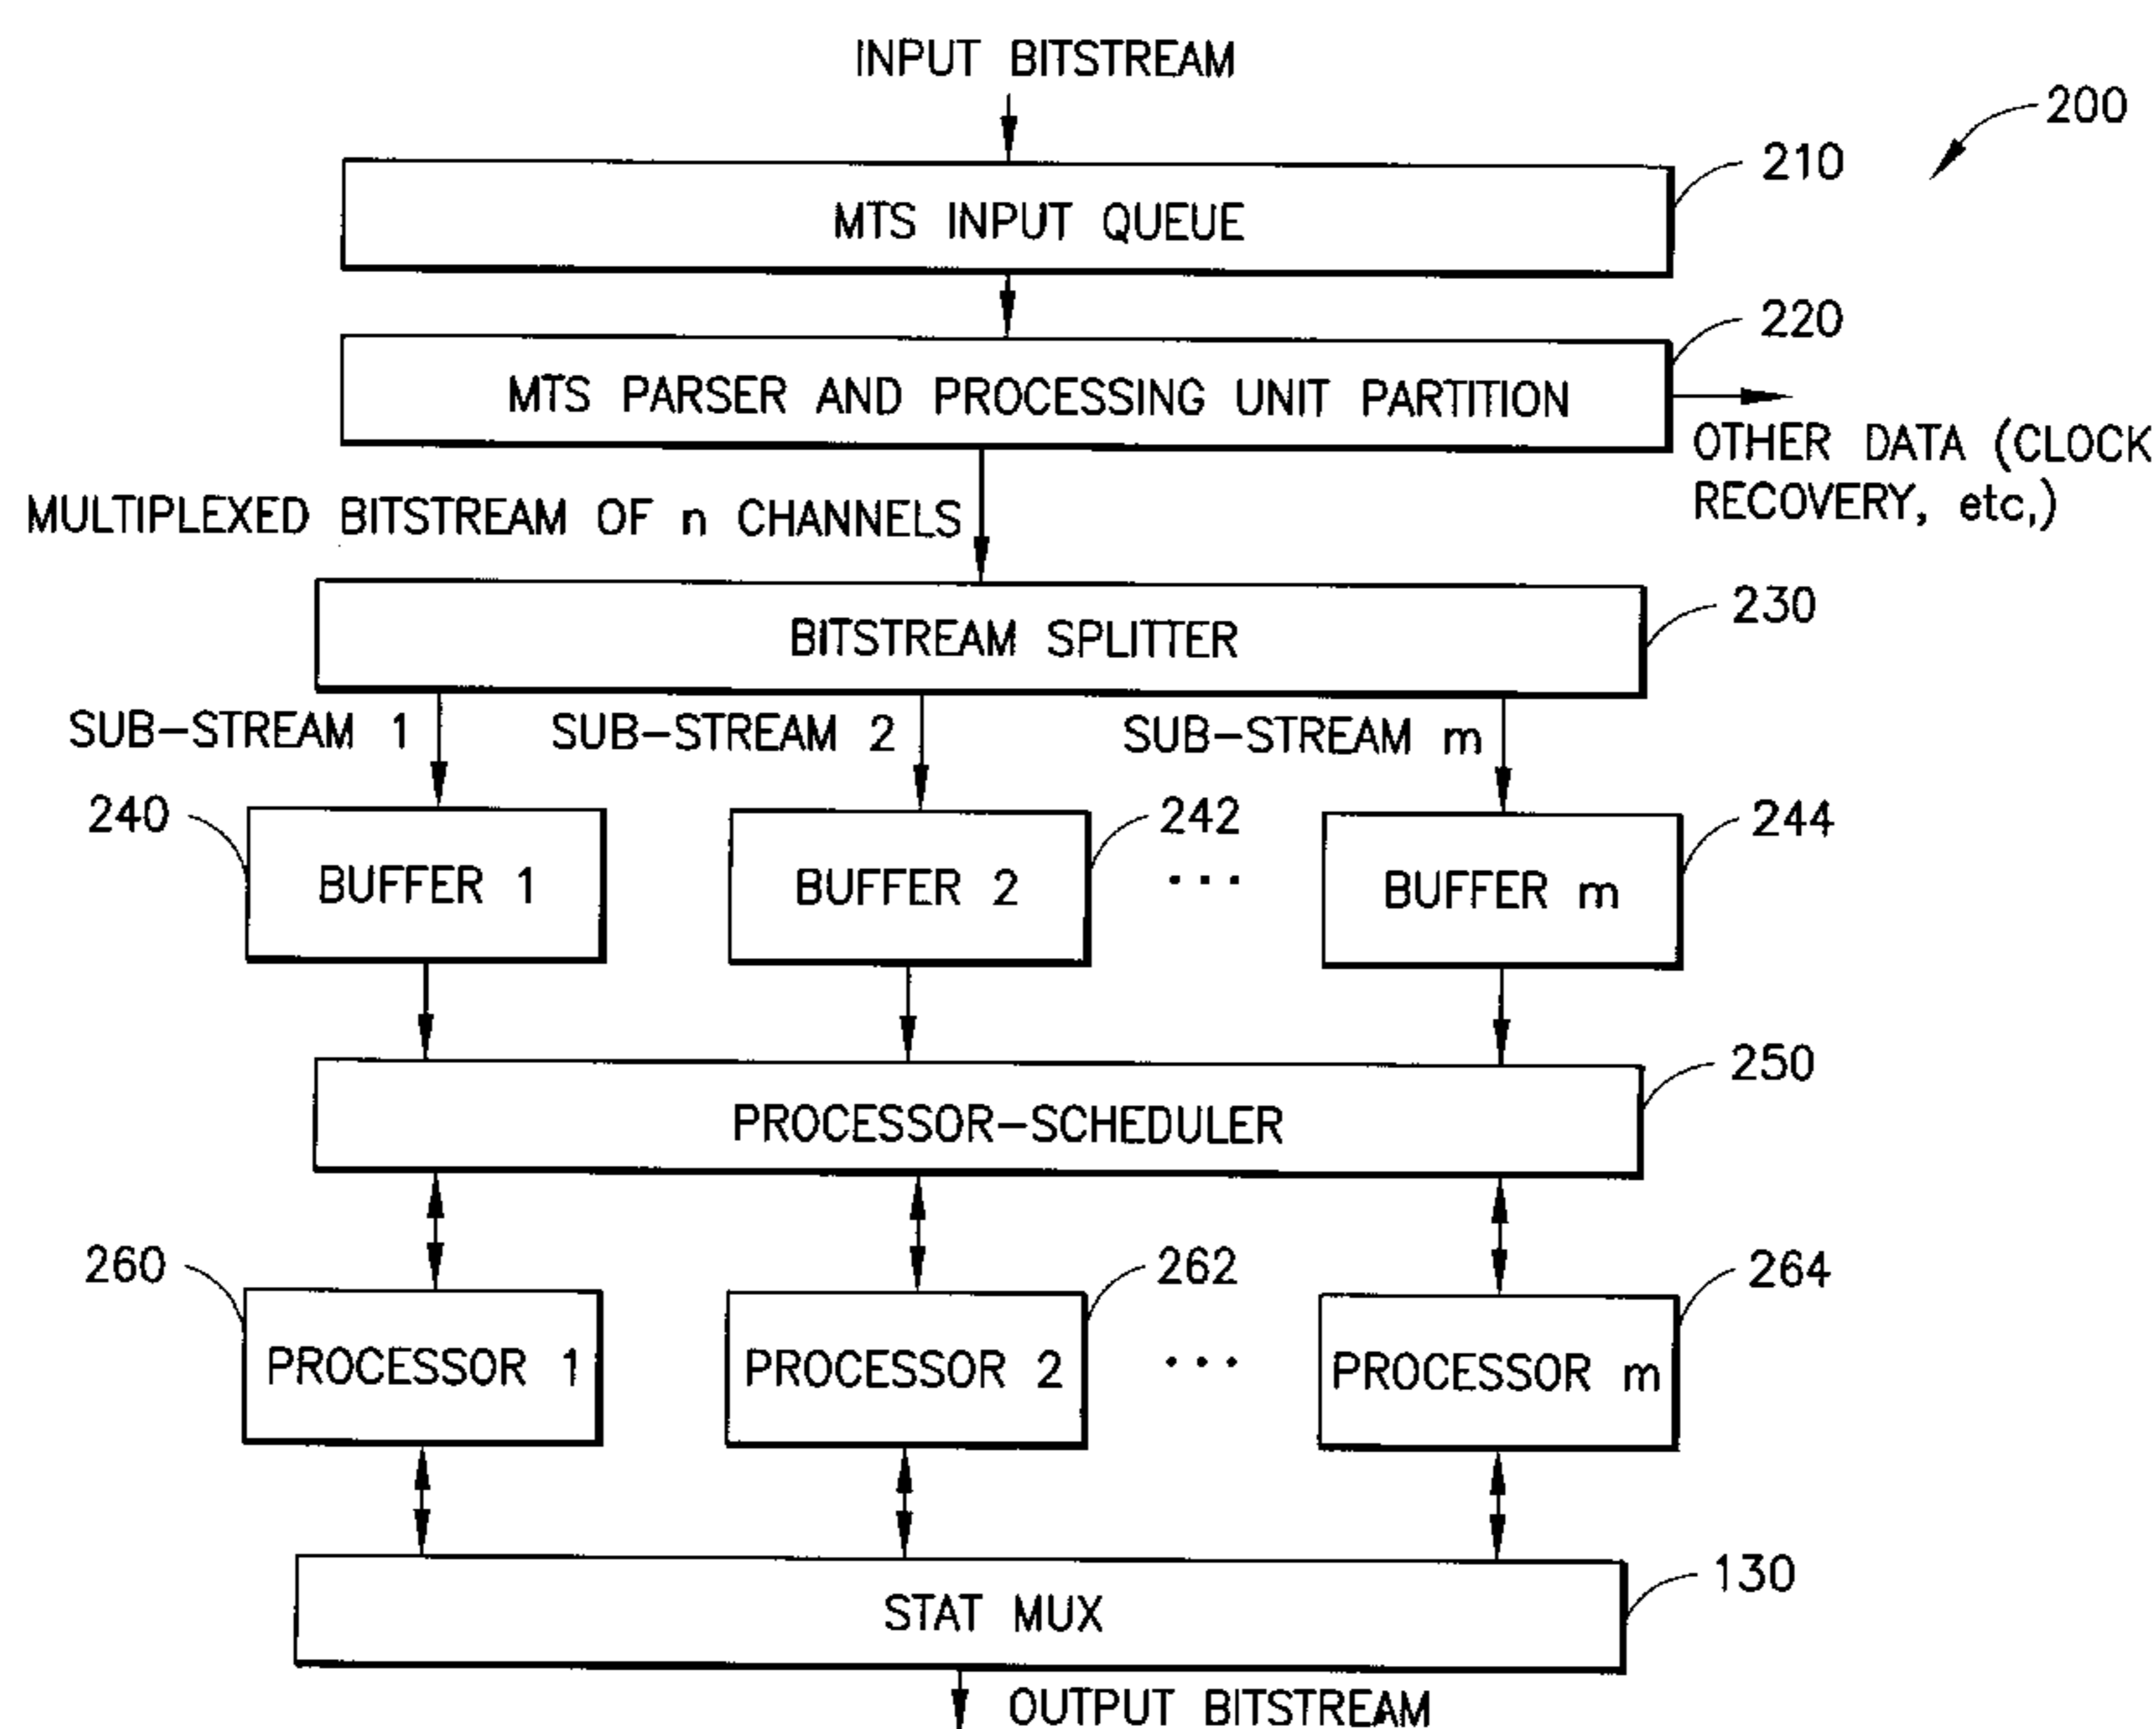 INPUT BITSTREAM
200
210
MTS INPUT QUEUE
220
MTS PARSER AND PROCESSING UNIT PARTITION
OTHER DATA (CLOCK
RECOVERY, etc,)
MULTIPLEXED BITSTREAM OF n CHANNELS
230
BITSTREAM SPLITTER
SUB-STREAM 1
SUB-STREAM 2
SUB-STREAM m
240
242
244
BUFFER 1
BUFFER 2
...
BUFFER m
250
PROCESSOR-SCHEDULER
260
262
264
PROCESSOR 1
PROCESSOR 2
...
PROCESSOR m
130
STAT MUX
OUTPUT BITSTREAM